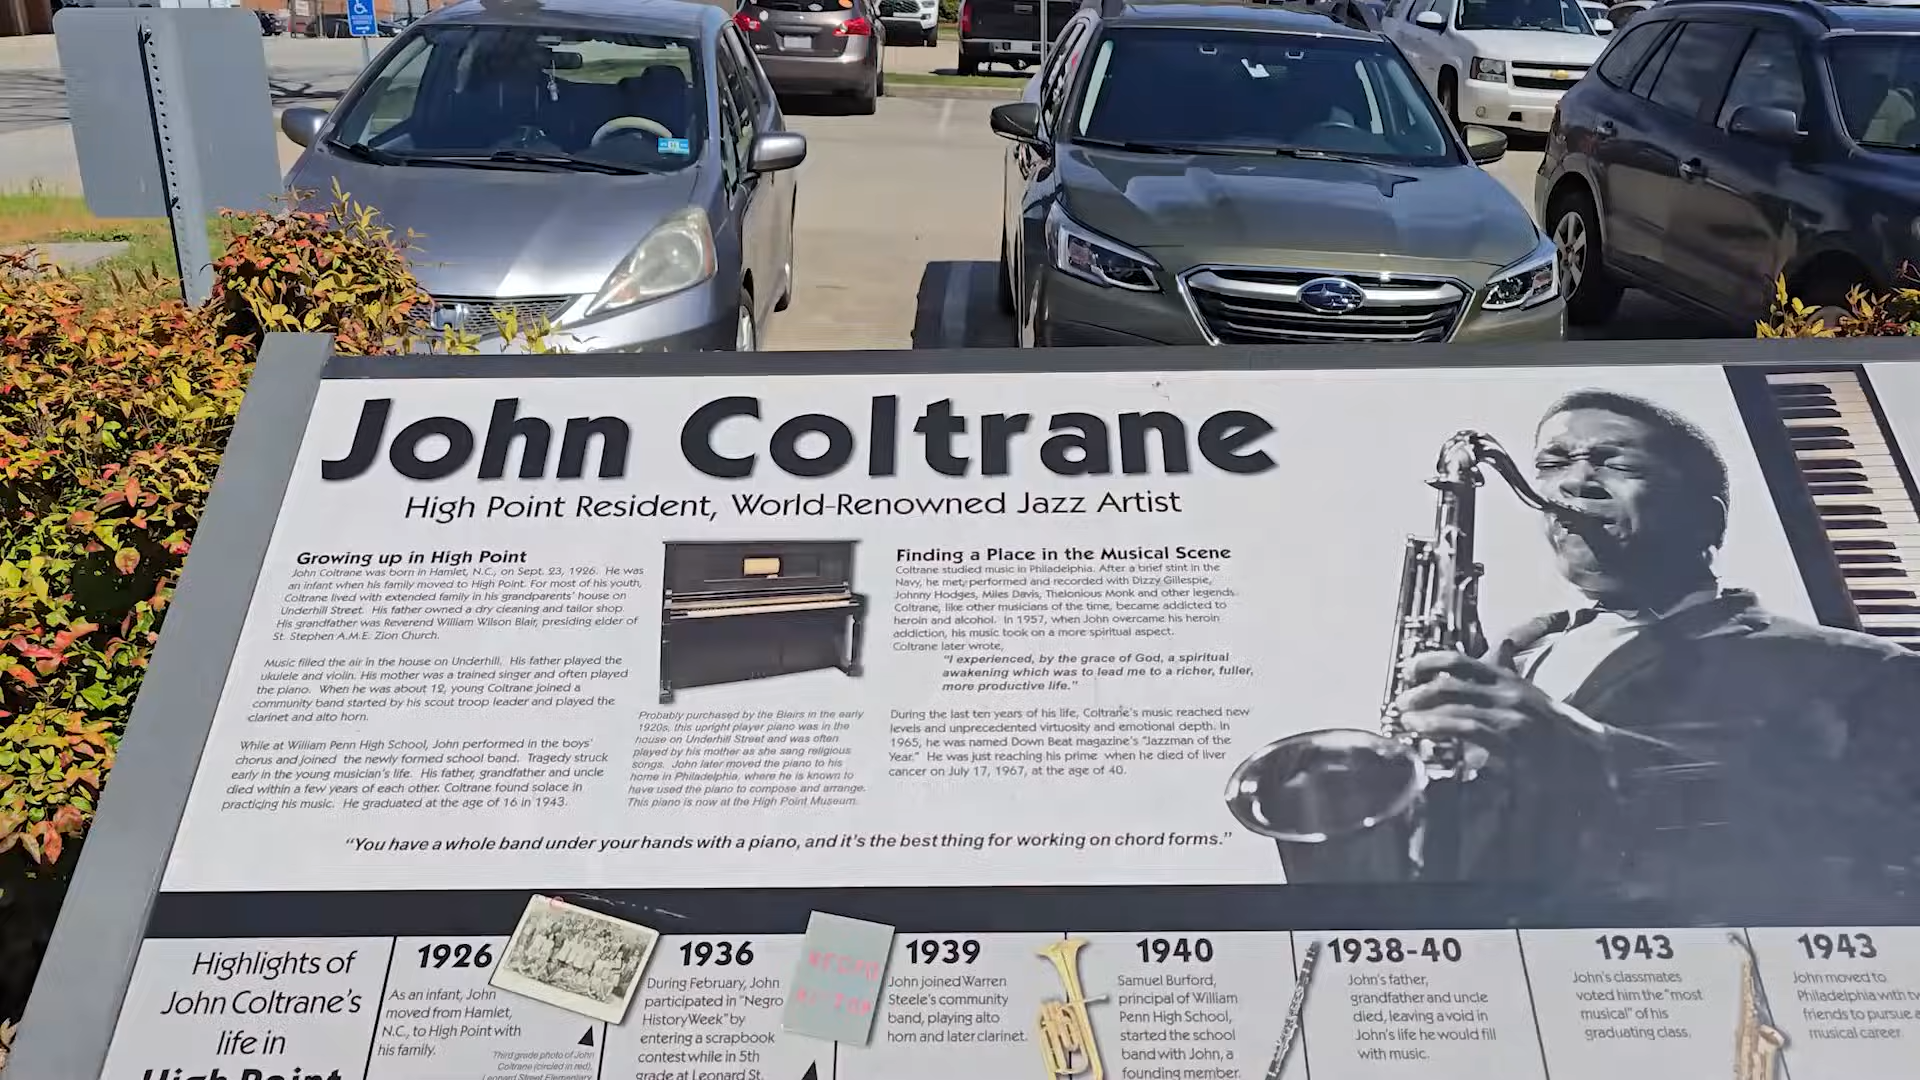 John Coltrane
High Point Resident, World-Renowned Jazz Artist
Growing up in High Point
John Coltrane was born in Hamlet, N.C., on Sept. 23, 1926. He was
an infant when his family moved to High Point. For most of his youth,
Coltrane lived with extended family in his grandparents' house on
Underhill Street. His father owned a dry cleaning and tailor shop.
His grandfather was Reverend William Wilson Blair, presiding elder of
St. Stephen A.M.E. Zion Church.
Music filled the air in the house on Underhill. His father played the
ukulele and violin. His mother was a trained singer and often played
the piano. When he was about 12, young Coltrane joined a
community band started by his scout troop leader and played the
clarinet and alto horn.
While at William Penn High School, John performed in the boys'
chorus and joined the newly formed school band. Tragedy struck
early in the young musician's life. His father, grandfather and uncle
died within a few years of each other. Coltrane found solace in
practicing his music. He graduated at the age of 16 in 1943.
Probably purchased by the Blairs in the early
1920s, this upright player piano was in the
house on Underhill Street and was often
played by his mother as she sang religious
songs. John later moved the piano to his
home in Philadelphia, where he is known to
have used the piano to compose and arrange.
This piano is now at the High Point Museum.
Finding a Place in the Musical Scene
Coltrane studied music in Philadelphia. After a brief stint in the
Navy, he met, performed and recorded with Dizzy Gillespie,
Johnny Hodges, Miles Davis, Thelonious Monk and other legends.
Coltrane, like other musicians of the time, became addicted to
heroin and alcohol. In 1957, when John overcame his heroin
addiction, his music took on a more spiritual aspect.
Coltrane later wrote,
"I experienced, by the grace of God, a spiritual
awakening which was to lead me to a richer, fuller,
more productive life."
During the last ten years of his life, Coltrane's music reached new
levels and unprecedented virtuosity and emotional depth. In
1965, he was named Down Beat magazine's "Jazzman of the
Year." He was just reaching his prime when he died of liver
cancer on July 17, 1967, at the age of 40.
"You have a whole band under your hands with a piano, and it's the best thing for working on chord forms."
Highlights of
John Coltrane's
life in
High Point
1926
As an infant, John
moved from Hamlet,
N.C., to High Point with
his family.
Third grade photo of John
Coltrane (circled in red),
Leonard Street Elementary
1936
During February, John
participated in "Negro
History Week" by
entering a scrapbook
contest while in 5th
grade at Leonard St.
1939
John joined Warren
Steele's community
band, playing alto
horn and later clarinet.
1940
Samuel Burford,
principal of William
Penn High School,
started the school
band with John, a
founding member.
1938-40
John's father,
grandfather and uncle
died, leaving a void in
John's life he would fill
with music.
1943
John's classmates
voted him the "most
musical" of his
graduating class.
1943
John moved to
Philadelphia with
friends to pursue a
musical career.